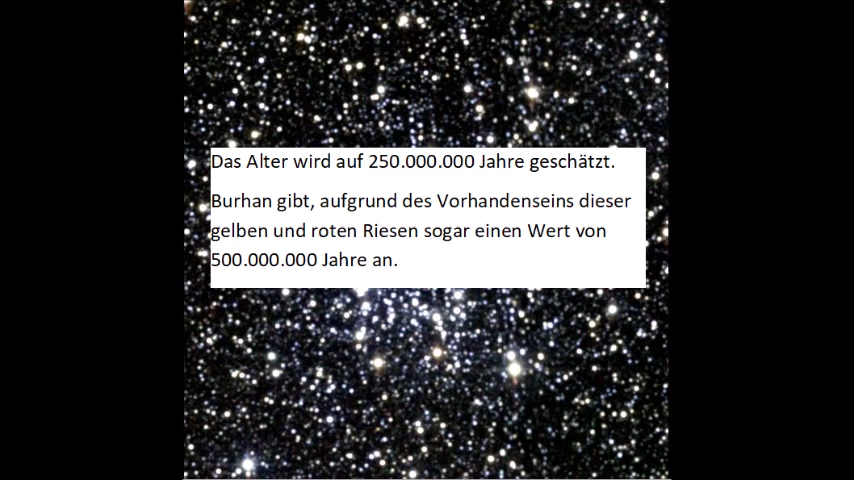 Das Alter wird auf 250.000.000 Jahre geschätzt.
Burhan gibt, aufgrund des Vorhandenseins dieser
gelben und roten Riesen sogar einen Wert von
500.000.000 Jahre an.